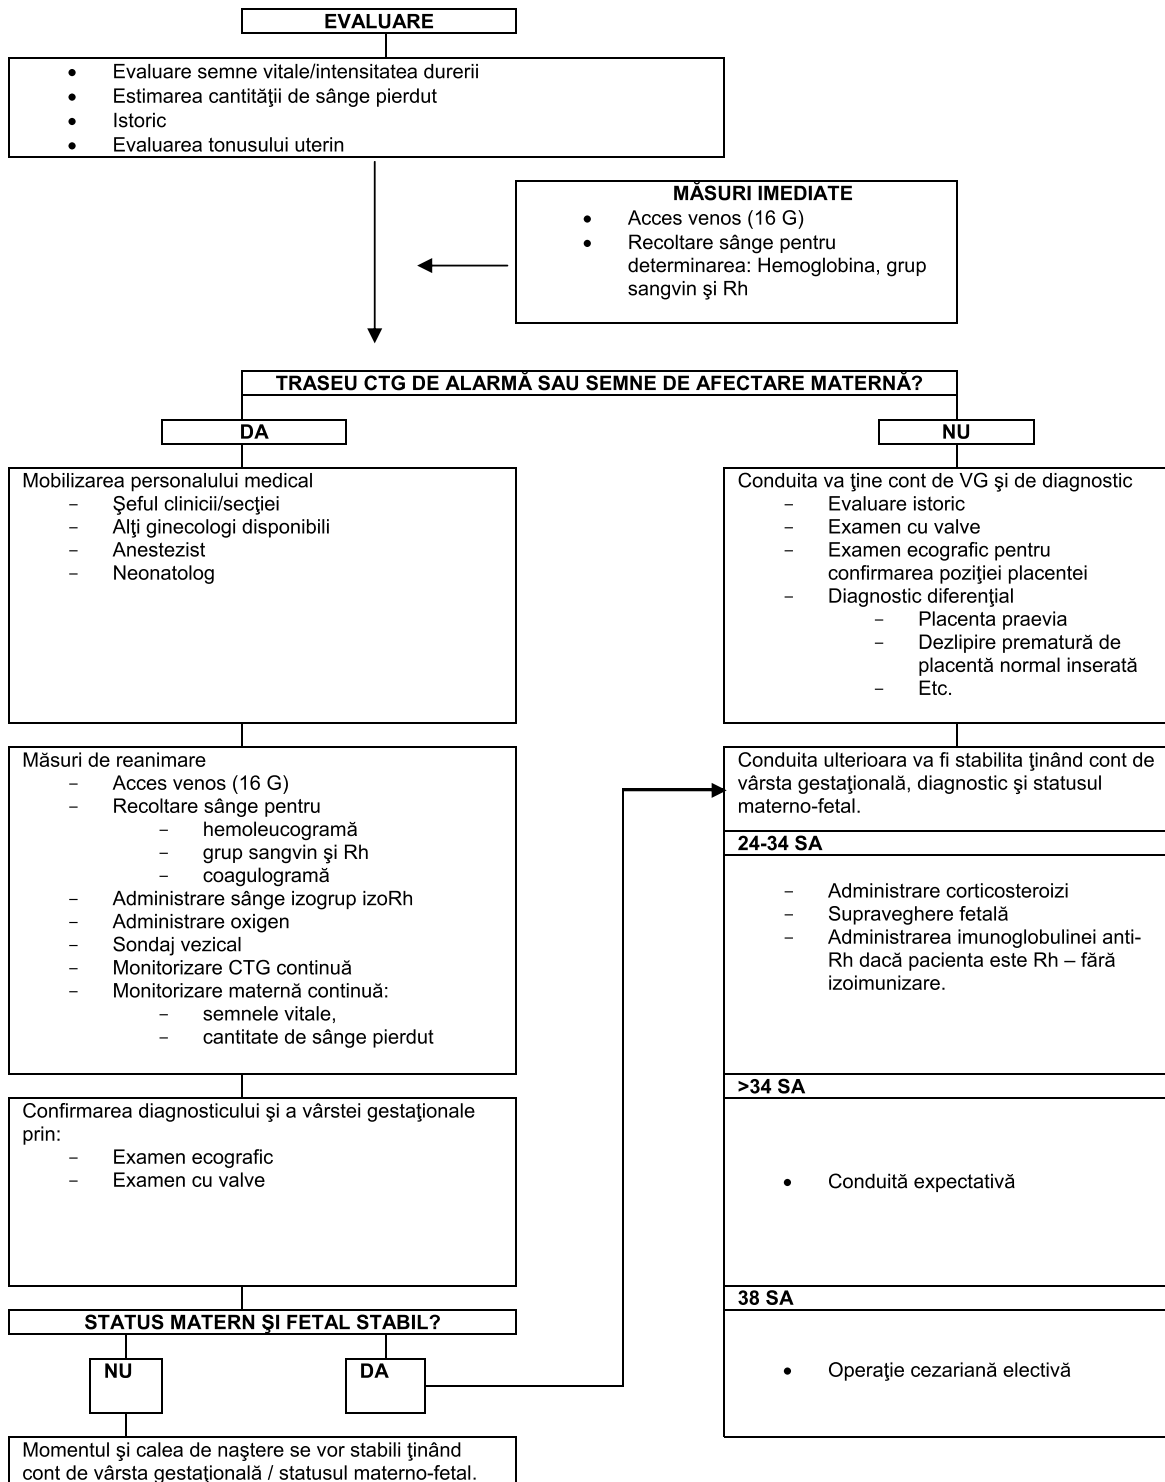 EVALUARE
• Evaluare semne vitale/intensitatea durerii
• Estimarea cantităţii de sânge pierdut
• Istoric
• Evaluarea tonusului uterin
MĂSURI IMEDIATE
• Acces venos (16 G)
• Recoltare sânge pentru
determinarea: Hemoglobina, grup
sangvin şi Rh
TRASEU CTG DE ALARMĂ SAU SEMNE DE AFECTARE MATERNĂ?
DA
Mobilizarea personalului medical
- Şeful clinicii/secţiei
- Alţi ginecologi disponibili
- Anestezist
- Neonatolog
Măsuri de reanimare
- Acces venos (16 G)
- Recoltare sânge pentru
- hemoleucogramă
- grup sangvin şi Rh
- coagulogramă
- Administrare sânge izogrup izoRh
- Administrare oxigen
- Sondaj vezical
- Monitorizare CTG continuă
- Monitorizare maternă continuă:
- semnele vitale,
- cantitate de sânge pierdut
Confirmarea diagnosticului şi a vârstei gestaţionale
prin:
- Examen ecografic
- Examen cu valve
STATUS MATERN ŞI FETAL STABIL?
NU
DA
Momentul şi calea de naştere se vor stabili ţinând
cont de vârsta gestaţională / statusul materno-fetal.
NU
Conduita va ţine cont de VG şi de diagnostic
- Evaluare istoric
- Examen cu valve
- Examen ecografic pentru
confirmarea poziţiei placentei
- Diagnostic diferenţial
- Placenta praevia
- Dezlipire prematură de
placentă normal inserată
- Etc.
Conduita ulterioara va fi stabilita ţinând cont de
vârsta gestaţională, diagnostic şi statusul
materno-fetal.
24-34 SA
- Administrare corticosteroizi
- Supraveghere fetală
- Administrarea imunoglobulinei anti-
Rh dacă pacienta este Rh – fără
izoimunizare.
>34 SA
• Conduită expectativă
38 SA
• Operaţie cezariană electivă